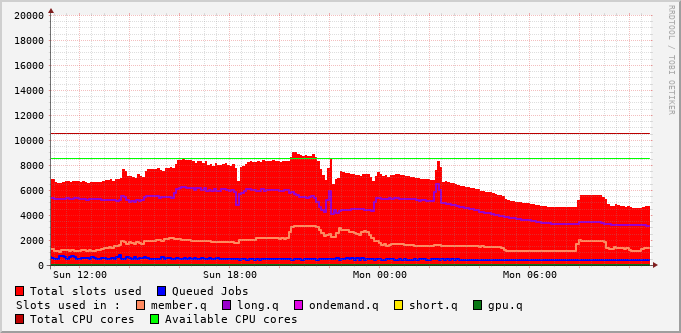 20000
18000
16000
14000
12000
10000
8000
6000
4000
2000
0
Sun 12:00 Sun 18:00 Mon 00:00 Mon 06:00
Total slots used Queued Jobs
Slots used in : member.q long.q ondemand.q short.q gpu.q
Total CPU cores Available CPU cores
RRDTOOL / TOBI OETIKER